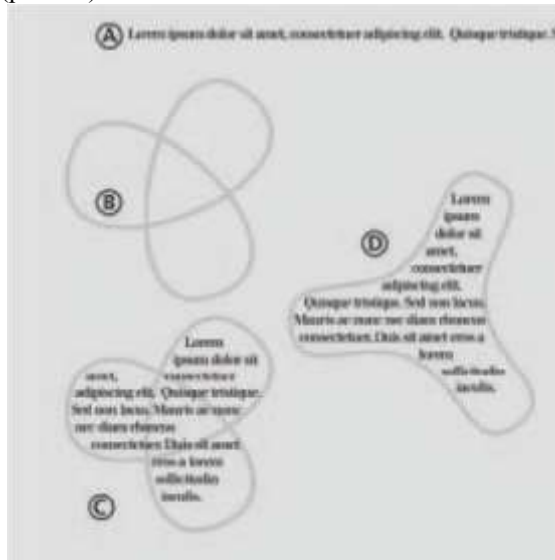 A Lorem ipsum dolor sit amet, consectetuer adipiscing elit. Quisque tristique.
B
D
Lorem
ipsum
dolor sit
amet,
consectetuer
adipiscing elit.
Quisque tristique. Sed non lacus.
Mauris ac nunc nec diam rhoncus
consectetuer. Duis sit amet eros a
lorem
sollicitudin
iaculis.
Lorem
ipsum dolor sit
amet, consectetuer
adipiscing elit. Quisque tristique.
Sed non lacus. Mauris ac nunc
nec diam rhoncus
consectetuer. Duis sit amet
eros a lorem
sollicitudin
iaculis.
C